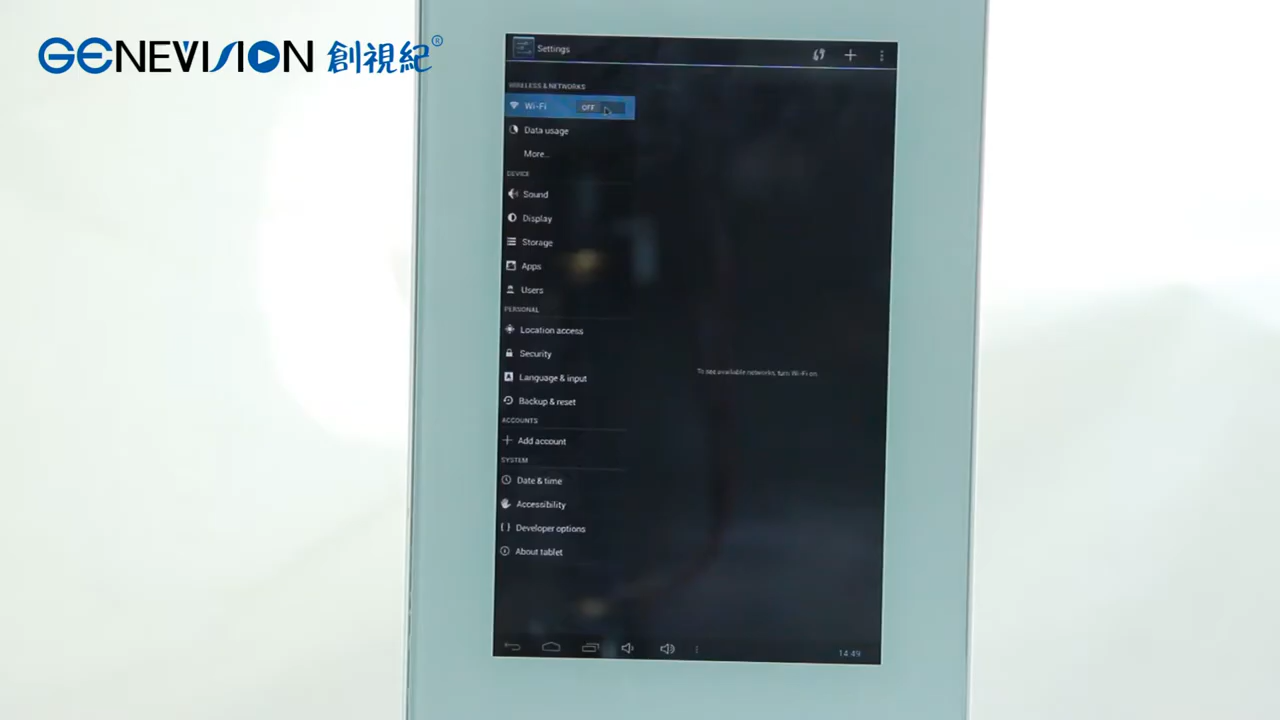 GENEVISION 創視紀®
Settings
WIRELESS & NETWORKS
Wi-Fi OFF
Data usage
More...
DEVICE
Sound
Display
Storage
Apps
Users
PERSONAL
Location access
Security
Language & input
Backup & reset
ACCOUNTS
Add account
SYSTEM
Date & time
Accessibility
Developer options
About tablet
To see available networks, turn Wi-Fi on.
14:49